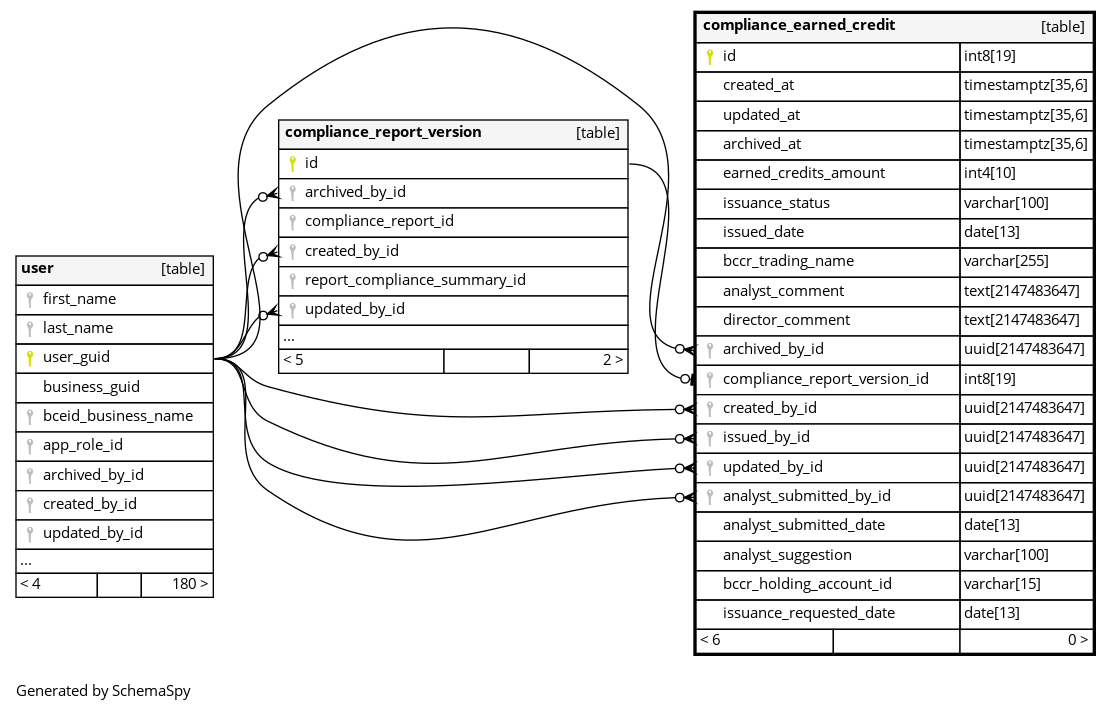 user [table]
first_name
last_name
user_guid
business_guid
bceid_business_name
app_role_id
archived_by_id
created_by_id
updated_by_id
...
< 4 180 >
compliance_report_version [table]
id
archived_by_id
compliance_report_id
created_by_id
report_compliance_summary_id
updated_by_id
...
< 5 2 >
compliance_earned_credit [table]
id int8[19]
created_at timestamptz[35,6]
updated_at timestamptz[35,6]
archived_at timestamptz[35,6]
earned_credits_amount int4[10]
issuance_status varchar[100]
issued_date date[13]
bccr_trading_name varchar[255]
analyst_comment text[2147483647]
director_comment text[2147483647]
archived_by_id uuid[2147483647]
compliance_report_version_id int8[19]
created_by_id uuid[2147483647]
issued_by_id uuid[2147483647]
updated_by_id uuid[2147483647]
analyst_submitted_by_id uuid[2147483647]
analyst_submitted_date date[13]
analyst_suggestion varchar[100]
bccr_holding_account_id varchar[15]
issuance_requested_date date[13]
< 6 0 >
Generated by SchemaSpy